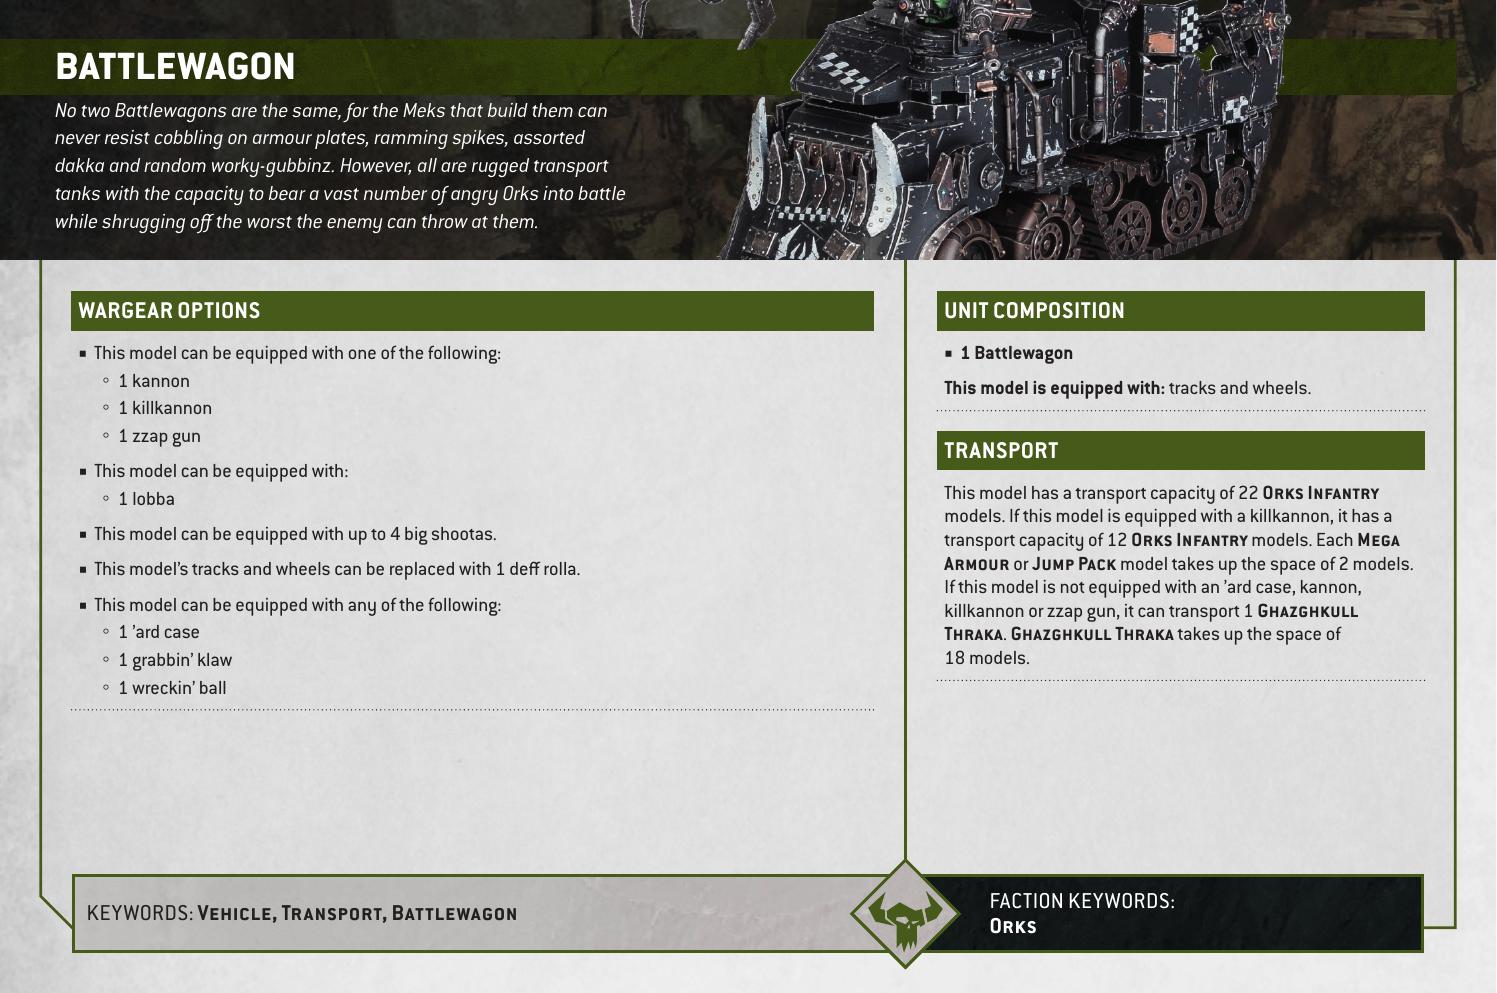 BATTLEWAGON
No two Battlewagons are the same, for the Meks that build them can
never resist cobbling on armour plates, ramming spikes, assorted
dakka and random worky-gubbinz. However, all are rugged transport
tanks with the capacity to bear a vast number of angry Orks into battle
while shrugging off the worst the enemy can throw at them.
WARGEAR OPTIONS
■ This model can be equipped with one of the following:
◦ 1 kannon
◦ 1 killkannon
◦ 1 zzap gun
■ This model can be equipped with:
◦ 1 lobba
■ This model can be equipped with up to 4 big shootas.
■ This model’s tracks and wheels can be replaced with 1 deff rolla.
■ This model can be equipped with any of the following:
◦ 1 ’ard case
◦ 1 grabbin’ klaw
◦ 1 wreckin’ ball
UNIT COMPOSITION
■ 1 Battlewagon
This model is equipped with: tracks and wheels.
TRANSPORT
This model has a transport capacity of 22 Orks Infantry
models. If this model is equipped with a killkannon, it has a
transport capacity of 12 Orks Infantry models. Each Mega
Armour or Jump Pack model takes up the space of 2 models.
If this model is not equipped with an ’ard case, kannon,
killkannon or zzap gun, it can transport 1 Ghazghkull
Thraka. Ghazghkull Thraka takes up the space of
18 models.
KEYWORDS: Vehicle, Transport, Battlewagon
FACTION KEYWORDS:
Orks